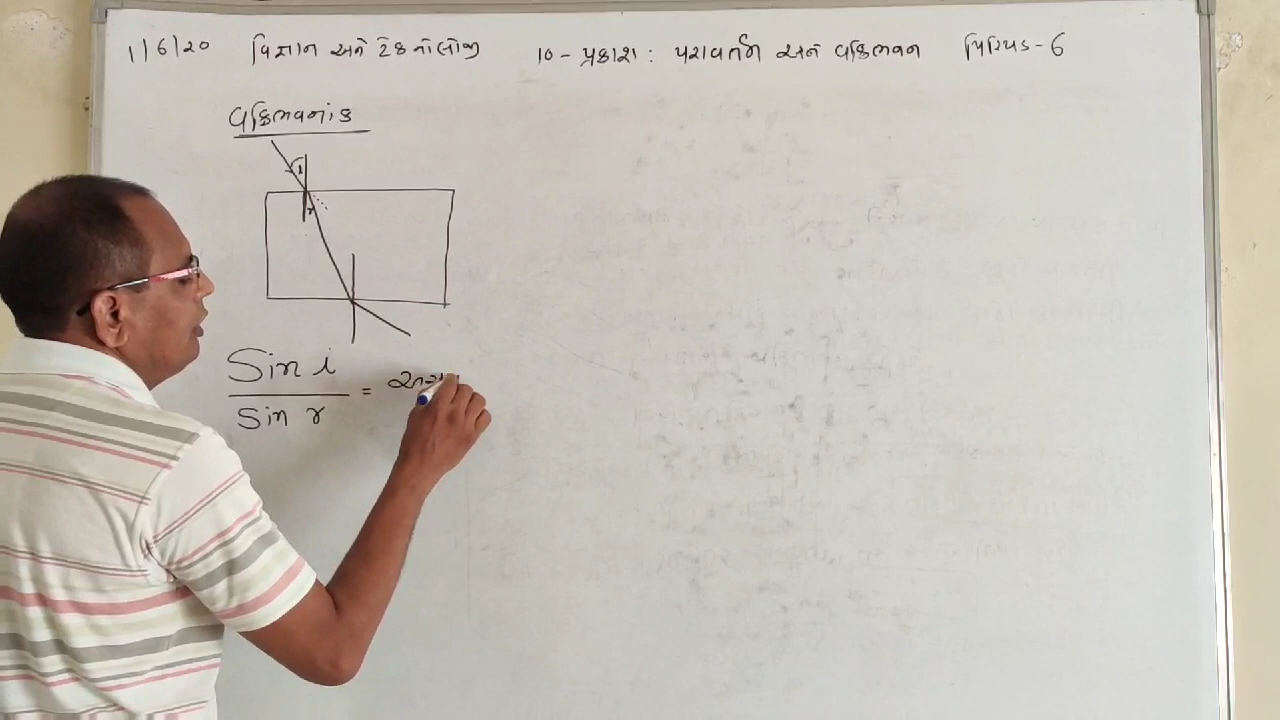 1/6/20 વિજ્ઞાન અને ટેકનોલોજી 10 - પ્રકાશ : પરાવર્તન અને વક્રિભવન પિરિયડ - 6
વક્રિભવનાંક
i
r
Sin i
Sin r
=